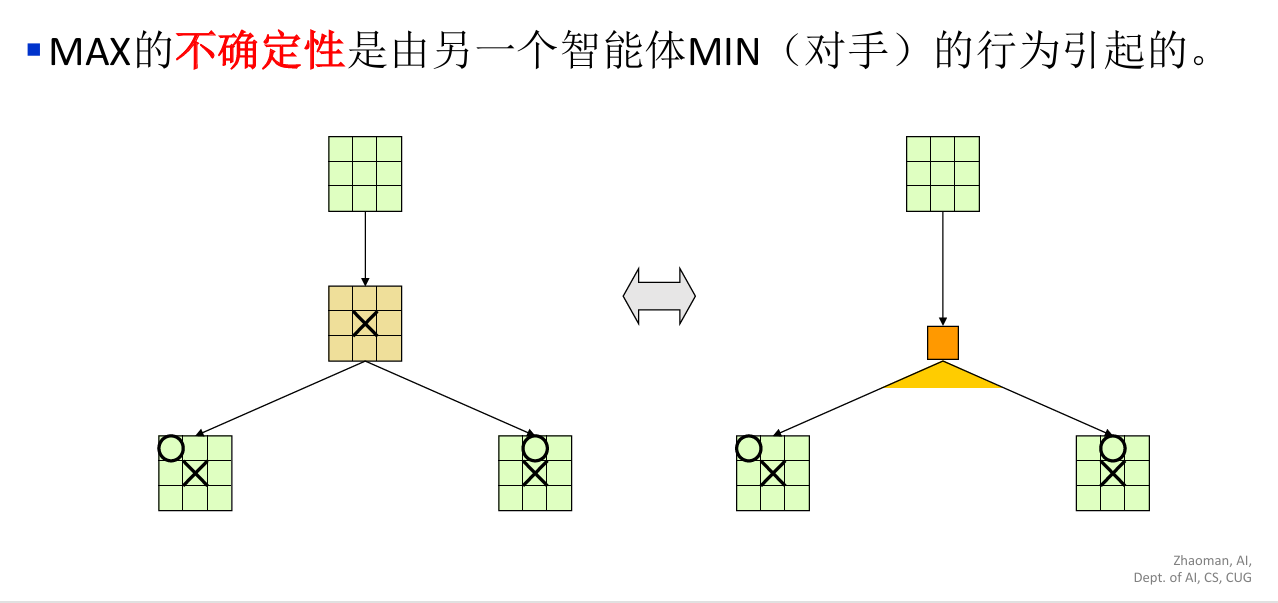 MAX的不确定性是由另一个智能体MIN（对手）的行为引起的。
Zhaoman, AI,
Dept. of AI, CS, CUG